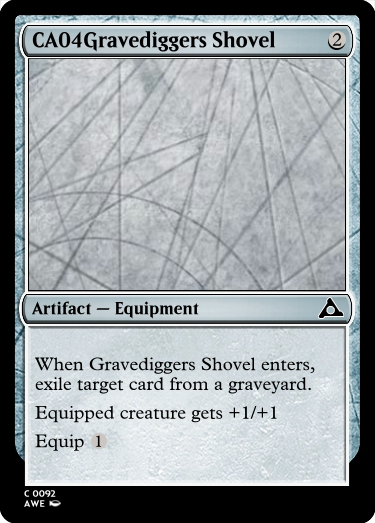 CA04Gravediggers Shovel 2
Artifact — Equipment
When Gravediggers Shovel enters,
exile target card from a graveyard.
Equipped creature gets +1/+1
Equip 1
C 0092
AWE